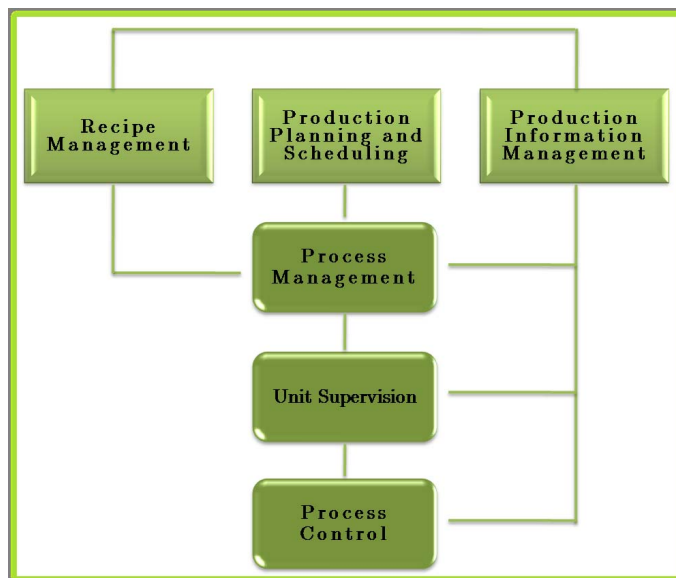 Recipe
Management
Production
Planning and
Scheduling
Production
Information
Management
Process
Management
Unit Supervision
Process
Control